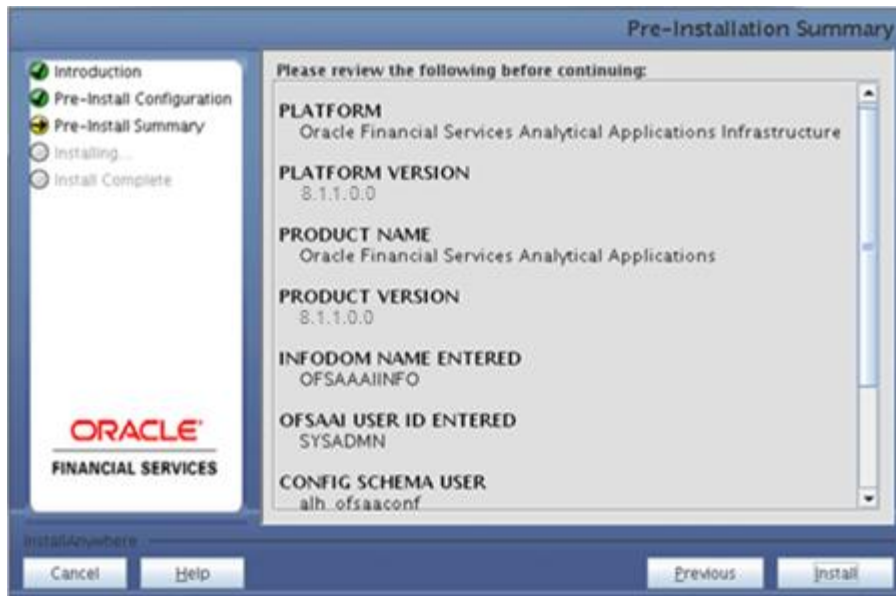 Pre-Installation Summary
Introduction
Pre-Install Configuration
Pre-Install Summary
Installing...
Install Complete
ORACLE
FINANCIAL SERVICES
Please review the following before continuing:
PLATFORM
Oracle Financial Services Analytical Applications Infrastructure
PLATFORM VERSION
8.1.1.0.0
PRODUCT NAME
Oracle Financial Services Analytical Applications
PRODUCT VERSION
8.1.1.0.0
INFODOM NAME ENTERED
OFSAAAIINFO
OFSAAI USER ID ENTERED
SYSADMN
CONFIG SCHEMA USER
alh_ofsaaconf
InstallAnywhere
Cancel
Help
Previous
Install